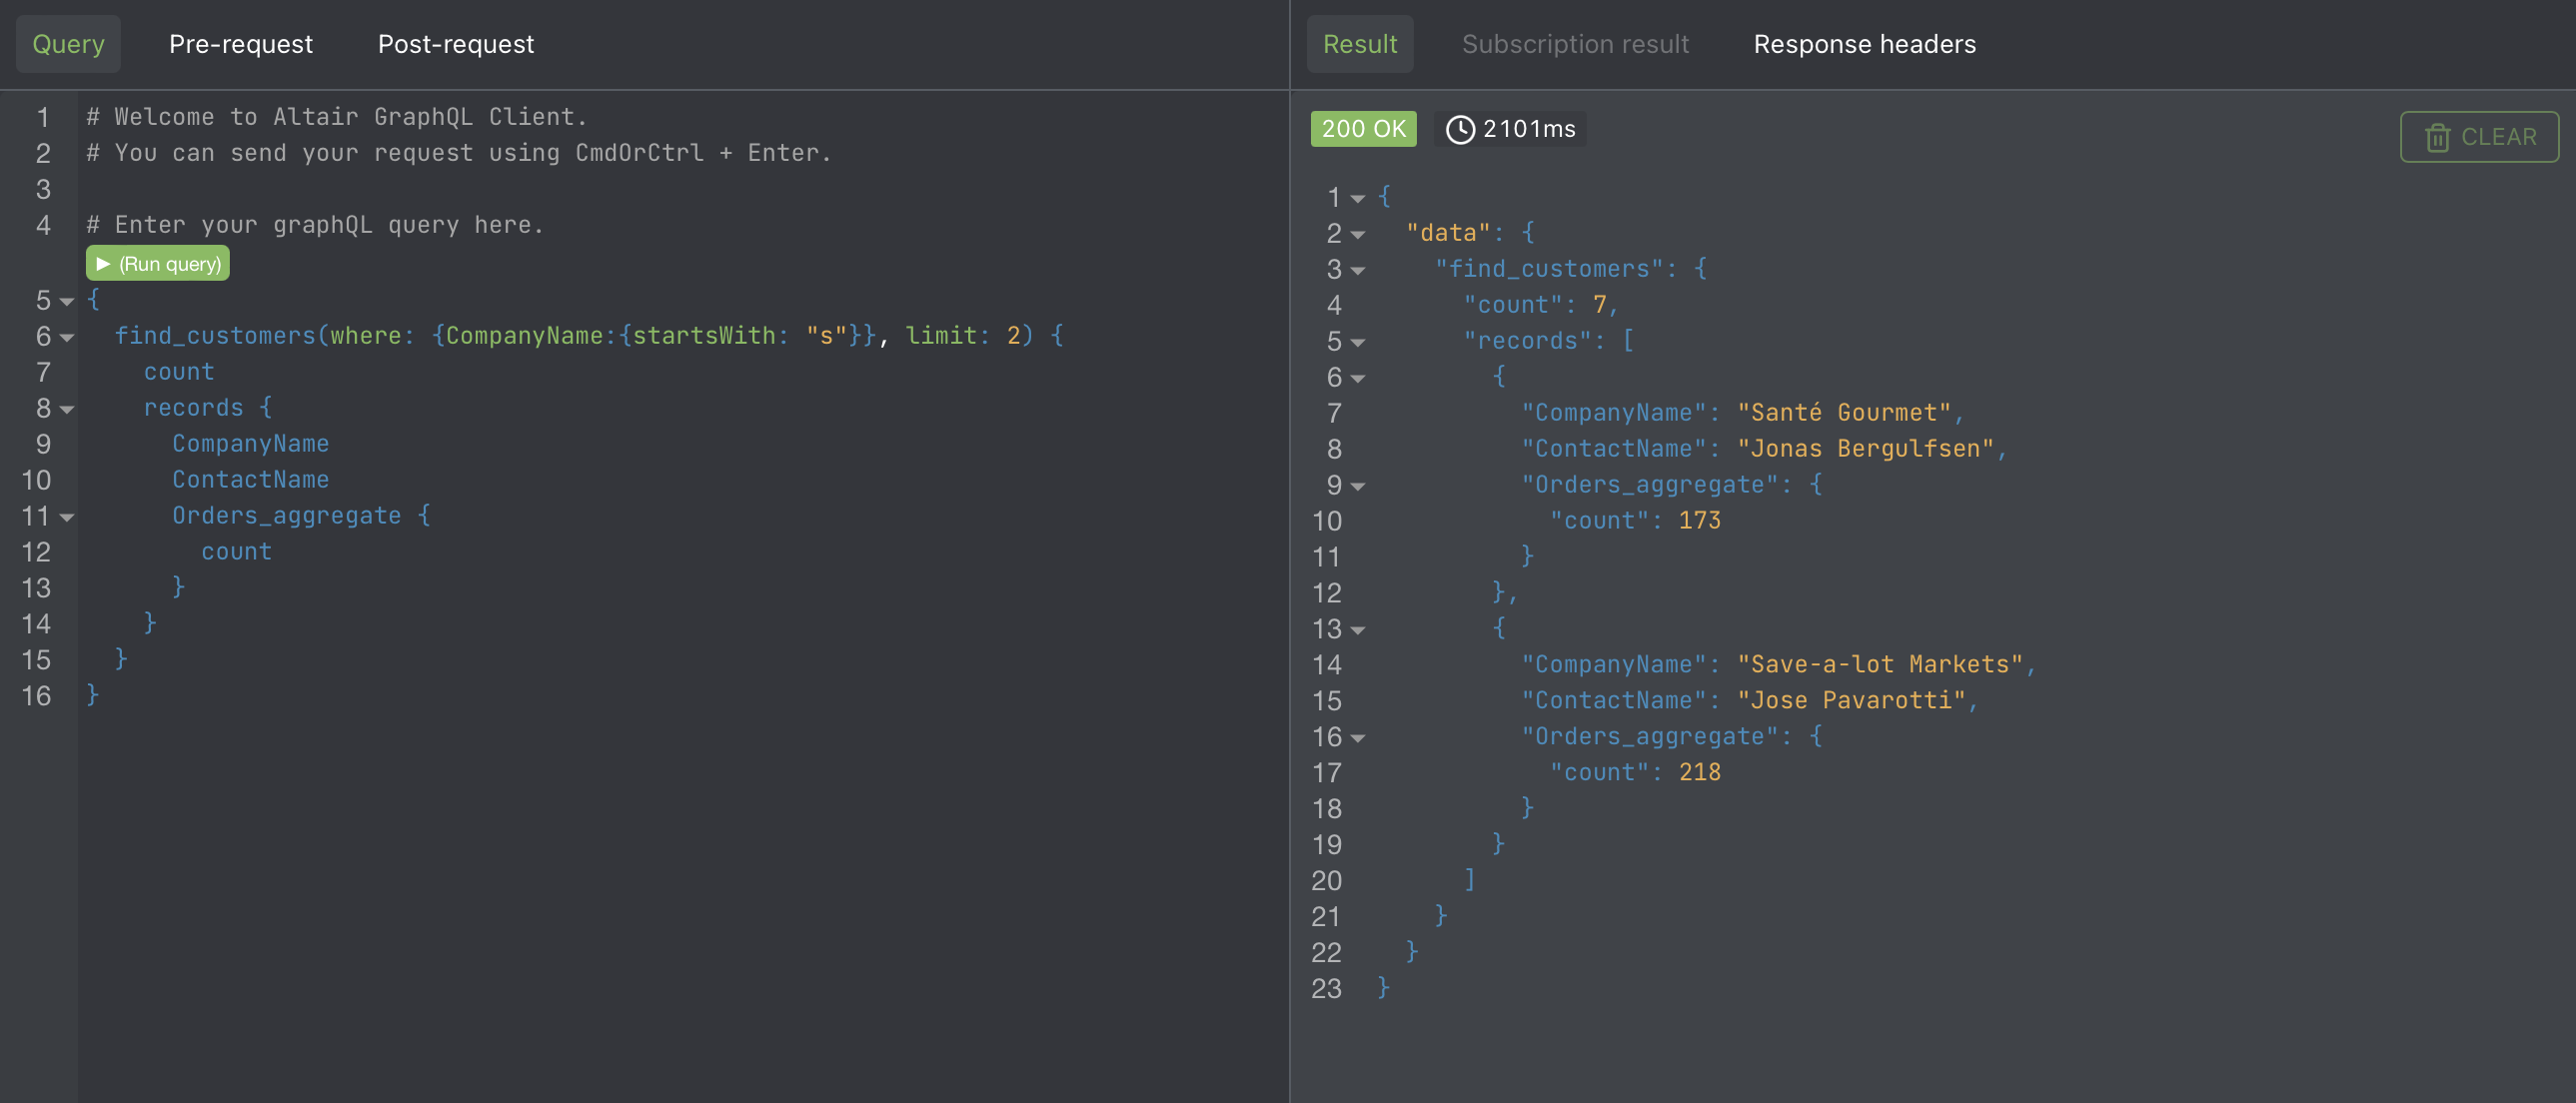 Query Pre-request Post-request
1 # Welcome to Altair GraphQL Client.
2 # You can send your request using CmdOrCtrl + Enter.
3
4 # Enter your graphQL query here.
▶ (Run query)
5 {
6   find_customers(where: {CompanyName:{startsWith: "s"}}, limit: 2) {
7     count
8     records {
9       CompanyName
10       ContactName
11       Orders_aggregate {
12         count
13       }
14     }
15   }
16 }
Result Subscription result Response headers
200 OK 2101ms CLEAR
1 {
2   "data": {
3     "find_customers": {
4       "count": 7,
5       "records": [
6         {
7           "CompanyName": "Santé Gourmet",
8           "ContactName": "Jonas Bergulfsen",
9           "Orders_aggregate": {
10             "count": 173
11           }
12         },
13         {
14           "CompanyName": "Save-a-lot Markets",
15           "ContactName": "Jose Pavarotti",
16           "Orders_aggregate": {
17             "count": 218
18           }
19         }
20       ]
21     }
22   }
23 }